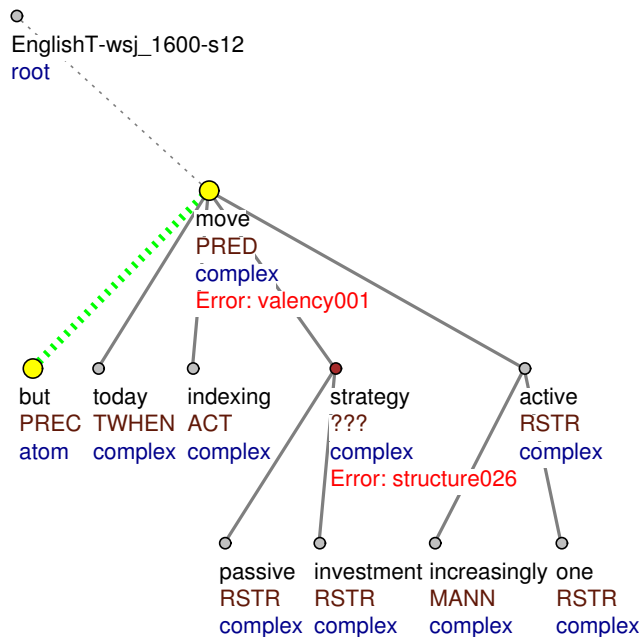 EnglishT-wsj_1600-s12
root
move
PRED
complex
Error: valency001
but today indexing strategy active
PREC TWHEN ACT ??? RSTR
atom complex complex complex complex
Error: structure026
passive investment increasingly one
RSTR RSTR MANN RSTR
complex complex complex complex